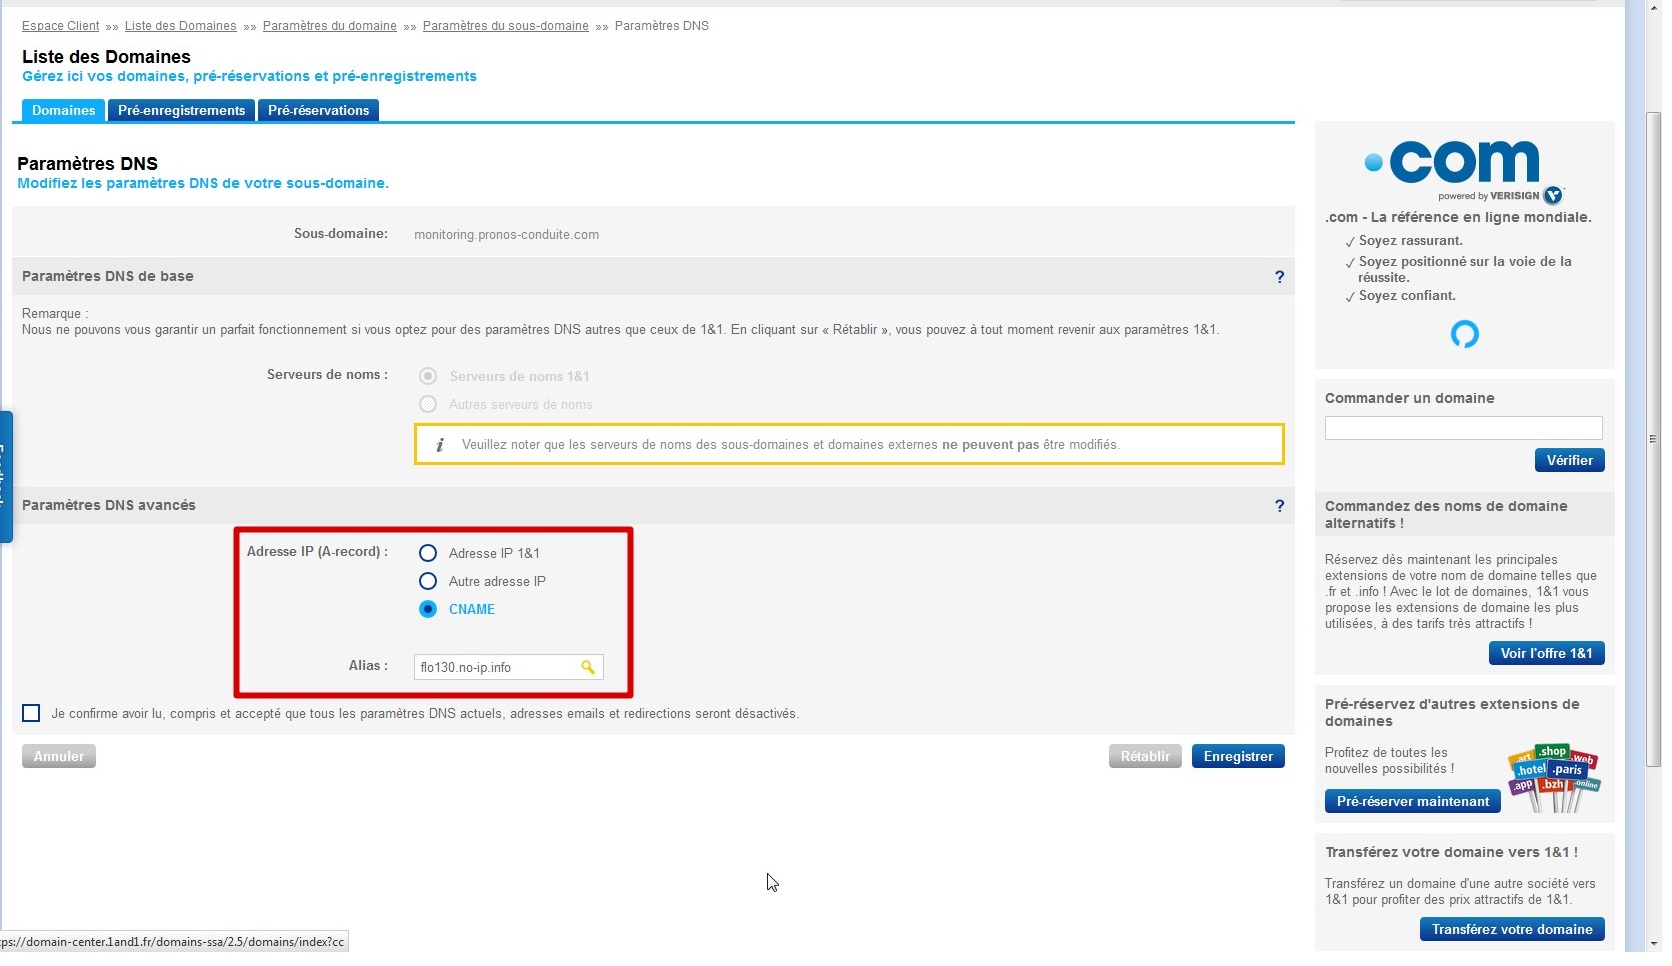 Espace Client »» Liste des Domaines »» Paramètres du domaine »» Paramètres du sous-domaine »» Paramètres DNS
Liste des Domaines
Gérez ici vos domaines, pré-réservations et pré-enregistrements
Domaines
Pré-enregistrements
Pré-réservations
Paramètres DNS
Modifiez les paramètres DNS de votre sous-domaine.
Sous-domaine: monitoring.pronos-conduite.com
Paramètres DNS de base ?
Remarque :
Nous ne pouvons vous garantir un parfait fonctionnement si vous optez pour des paramètres DNS autres que ceux de 1&1. En cliquant sur « Rétablir », vous pouvez à tout moment revenir aux paramètres 1&1.
Serveurs de noms : Serveurs de noms 1&1
Autres serveurs de noms
i Veuillez noter que les serveurs de noms des sous-domaines et domaines externes ne peuvent pas être modifiés.
Paramètres DNS avancés ?
Adresse IP (A-record) : Adresse IP 1&1
Autre adresse IP
CNAME
Alias : flo130.no-ip.info
Je confirme avoir lu, compris et accepté que tous les paramètres DNS actuels, adresses emails et redirections seront désactivés.
Annuler
Rétablir
Enregistrer
.com
powered by VERISIGN
.com - La référence en ligne mondiale.
Soyez rassurant.
Soyez positionné sur la voie de la
réussite.
Soyez confiant.
Commander un domaine
Vérifier
Commandez des noms de domaine
alternatifs !
Réservez dès maintenant les principales
extensions de votre nom de domaine telles que
.fr et .info ! Avec le lot de domaines, 1&1 vous
propose les extensions de domaine les plus
utilisées, à des tarifs très attractifs !
Voir l'offre 1&1
Pré-réservez d'autres extensions de
domaines
Profitez de toutes les
nouvelles possibilités !
.art .shop .web
.hotel .paris
.app .bzh .online
Pré-réserver maintenant
Transférez votre domaine vers 1&1 !
Transférez un domaine d'une autre société vers
1&1 pour profiter des prix attractifs de 1&1.
Transférez votre domaine
tps://domain-center.1and1.fr/domains-ssa/2.5/domains/index?cc